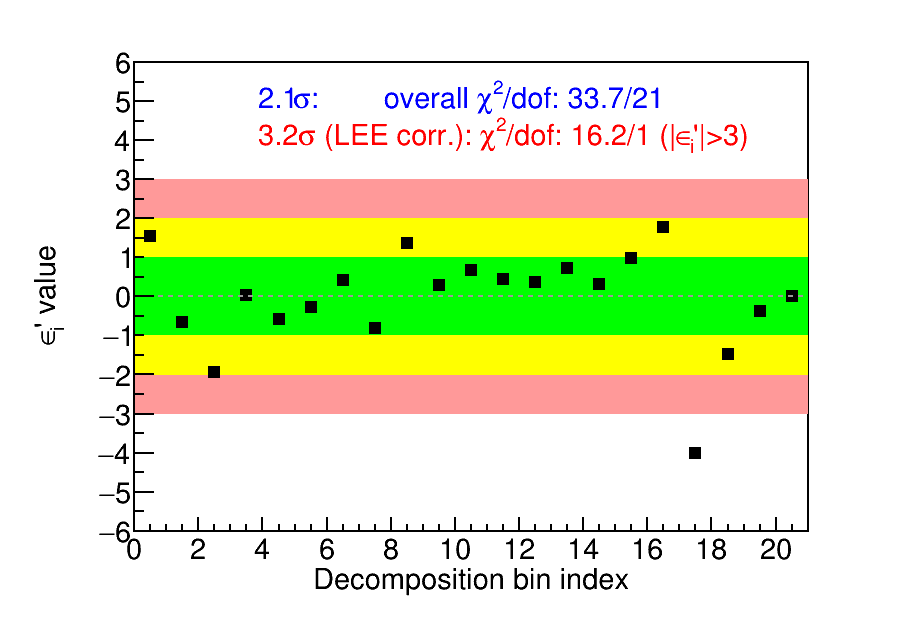 6
5
4
3
2
1
0
−1
−2
−3
−4
−5
−6
ϵᵢ' value
2.1σ: overall χ²/dof: 33.7/21
3.2σ (LEE corr.): χ²/dof: 16.2/1 (|ϵᵢ'|>3)
0 2 4 6 8 10 12 14 16 18 20
Decomposition bin index